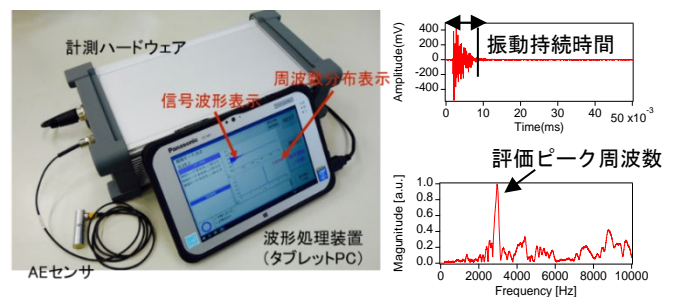 計測ハードウェア
周波数分布表示
信号波形表示
Panasonic
波形処理装置
(タブレットPC)
AEセンサ
Amplitude(mV)
400
200
0
-200
-400
振動持続時間
0
10
20
30
40
50 x10⁻³
Time(ms)
評価ピーク周波数
Magunitude [a.u.]
1.0
0.8
0.6
0.4
0.2
0.0
0
2000
4000
6000
8000
10000
Frequency [Hz]